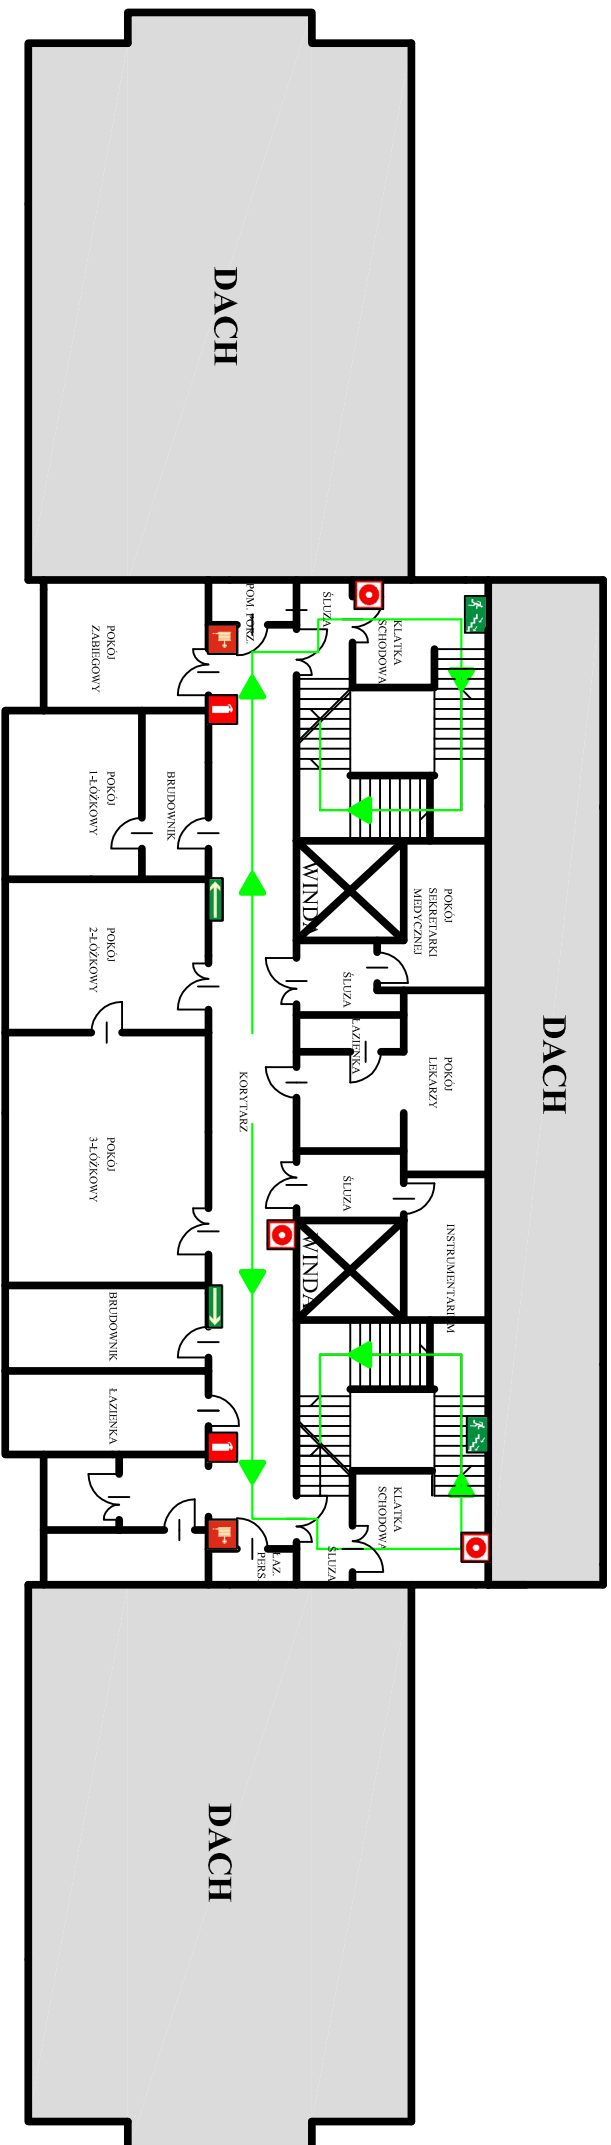 DACH
POM. PORZ.
ŚLUZA
KLATKA
SCHODOWA
POKÓJ
ZABIEGOWY
POKÓJ
1-ŁÓŻKOWY
BRUDOWNIK
WINDA
POKÓJ
SEKRETARKI
MEDYCZNEJ
POKÓJ
2-ŁÓŻKOWY
ŚLUZA
ŁAZIENKA
POKÓJ
LEKARZY
DACH
KORYTARZ
POKÓJ
3-ŁÓŻKOWY
ŚLUZA
WINDA
INSTRUMENTARIUM
BRUDOWNIK
ŁAZIENKA
KLATKA
SCHODOWA
ŁAZ.
PERS.
ŚLUZA
DACH